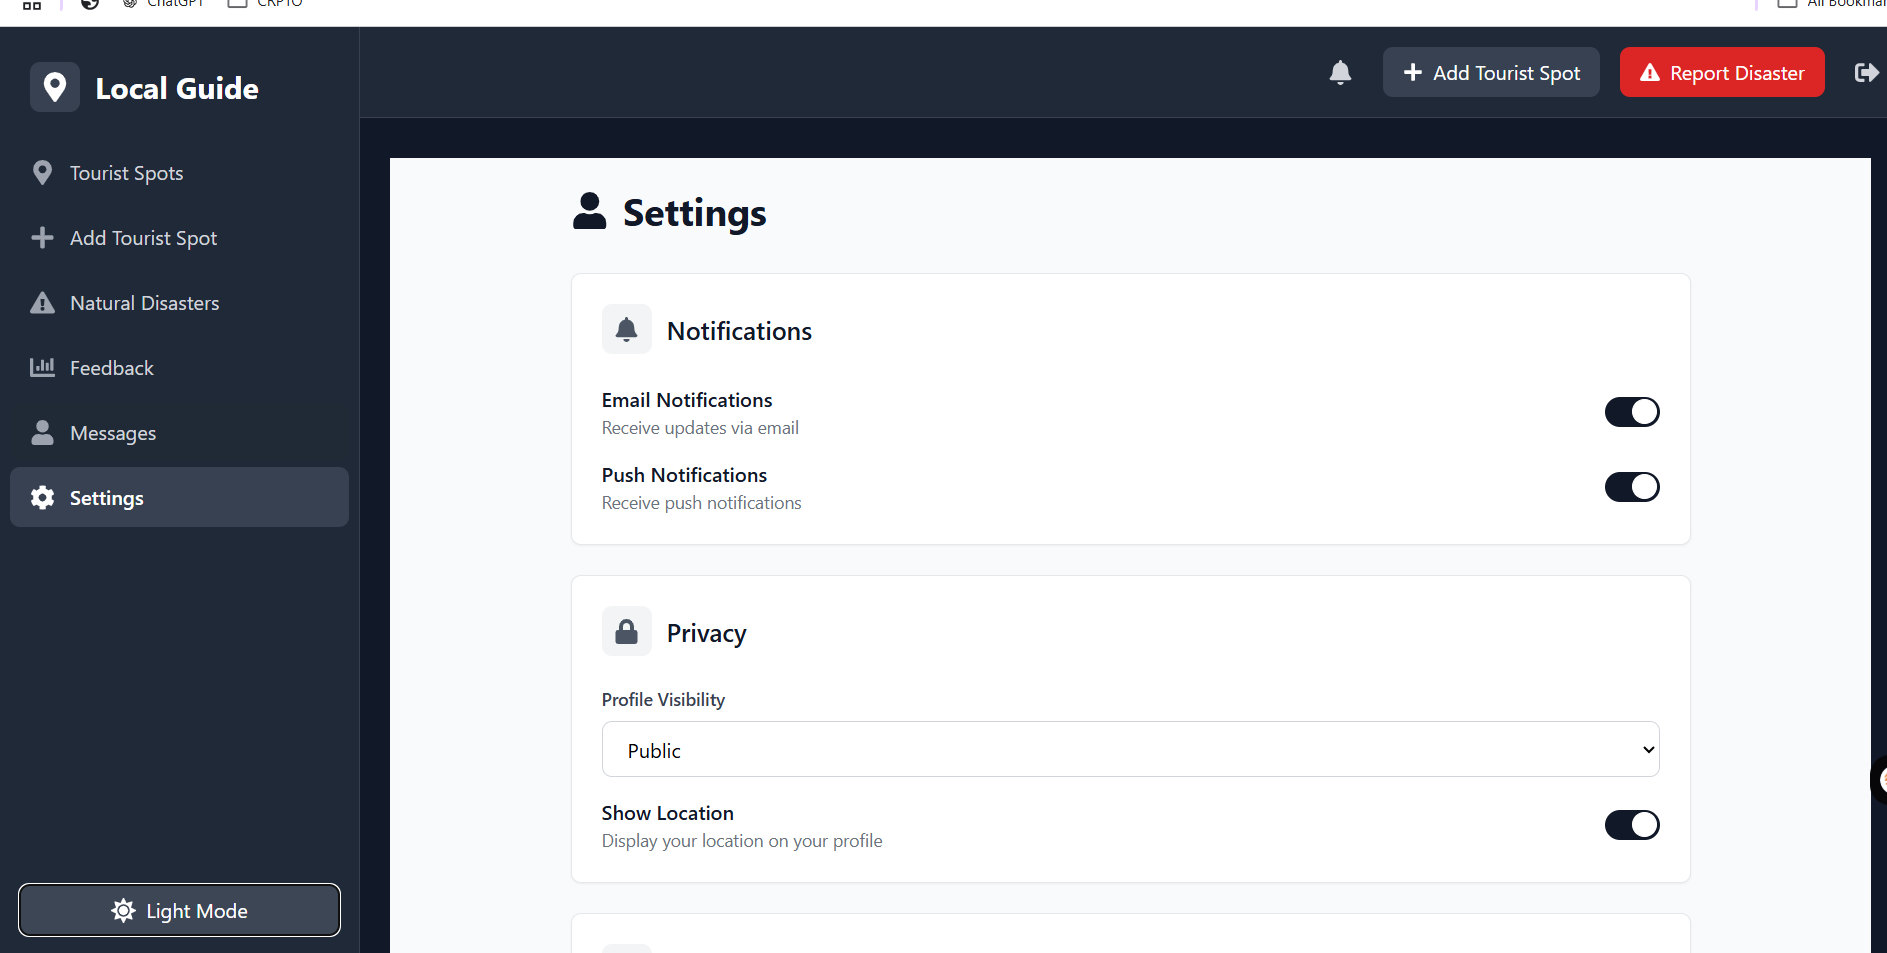 ChatGPT
CRPTO
All Bookmar
Local Guide
Add Tourist Spot
Report Disaster
Tourist Spots
Add Tourist Spot
Natural Disasters
Feedback
Messages
Settings
Light Mode
Settings
Notifications
Email Notifications
Receive updates via email
Push Notifications
Receive push notifications
Privacy
Profile Visibility
Public
Show Location
Display your location on your profile